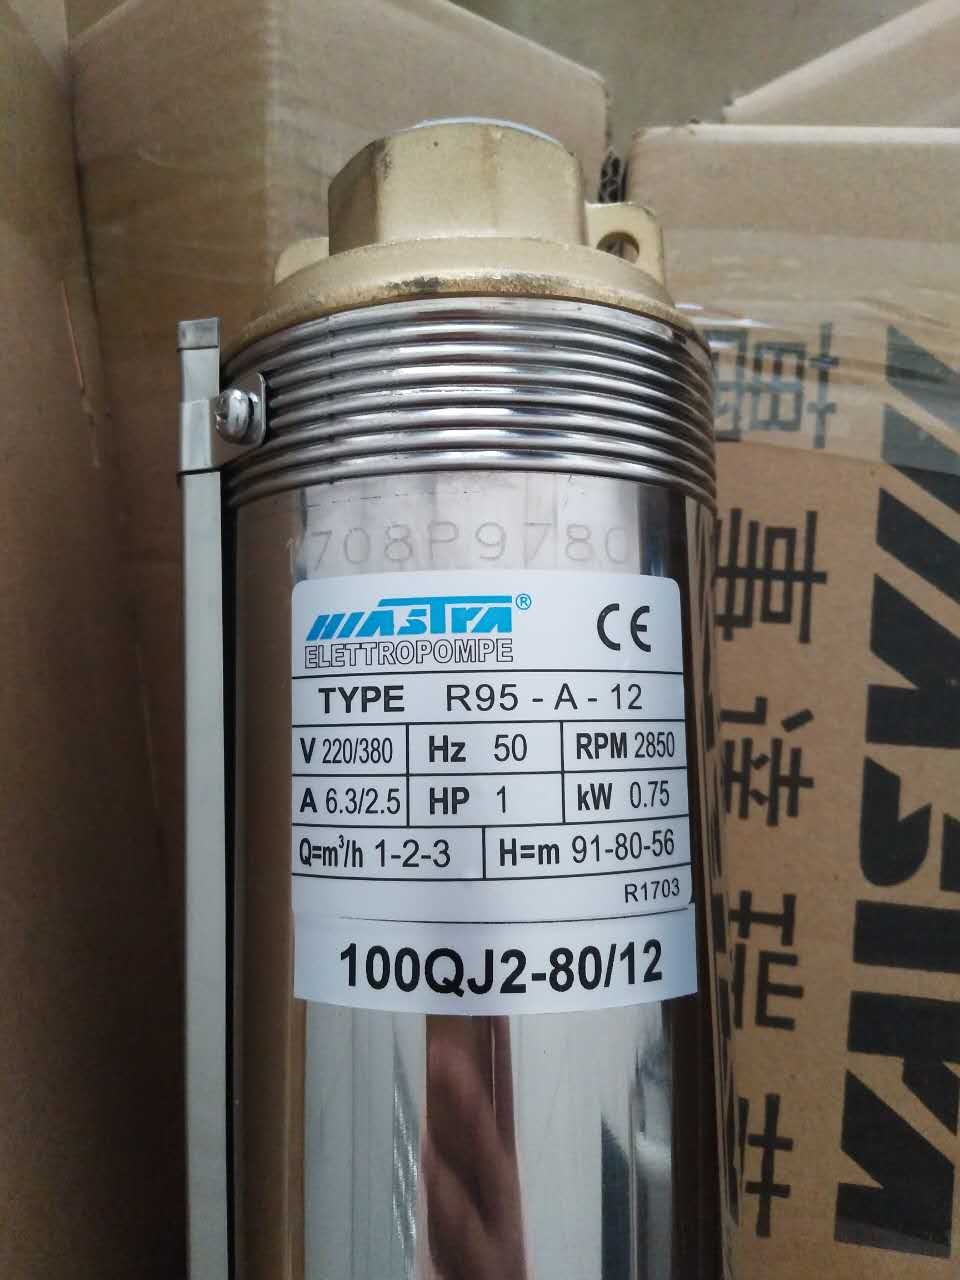 708P9780
MASTRA®
ELETTROPOMPE
CE
TYPE R95 - A - 12
V 220/380 Hz 50 RPM 2850
A 6.3/2.5 HP 1 kW 0.75
Q=m³/h 1-2-3 H=m 91-80-56
R1703
100QJ2-80/12